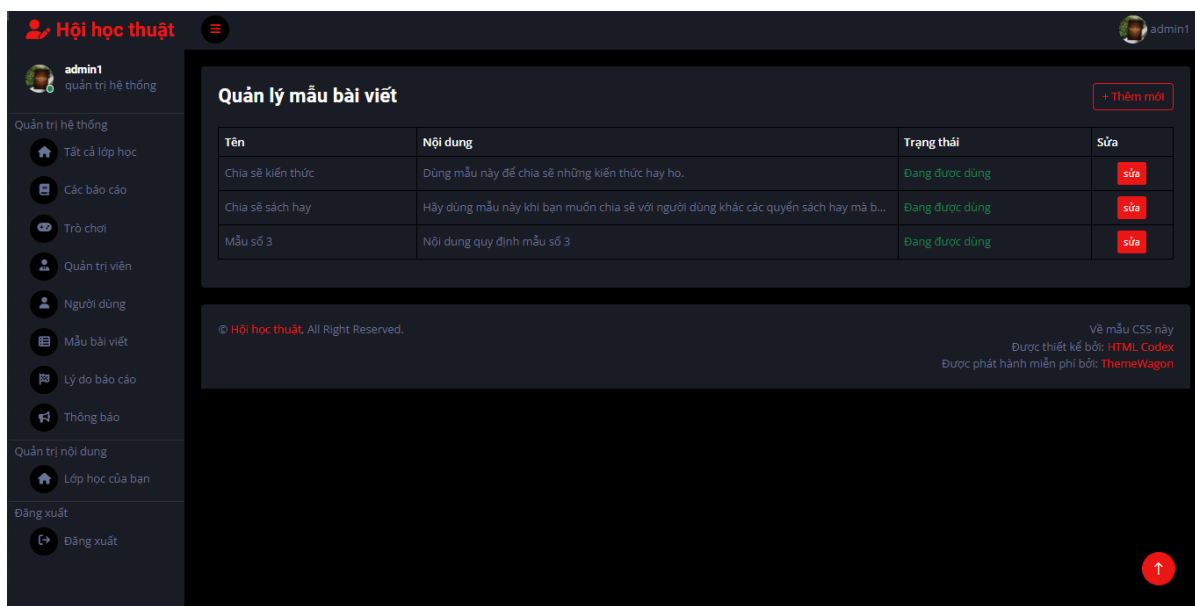 Hội học thuật
admin1
admin1
quản trị hệ thống
Quản trị hệ thống
Tất cả lớp học
Các báo cáo
Trò chơi
Quản trị viên
Người dùng
Mẫu bài viết
Lý do báo cáo
Thông báo
Quản trị nội dung
Lớp học của bạn
Đăng xuất
Đăng xuất
Quản lý mẫu bài viết
+ Thêm mới
Tên Nội dung Trạng thái Sửa
Chia sẽ kiến thức Dùng mẫu này để chia sẽ những kiến thức hay ho. Đang được dùng sửa
Chia sẽ sách hay Hãy dùng mẫu này khi bạn muốn chia sẽ với người dùng khác các quyển sách hay mà b... Đang được dùng sửa
Mẫu số 3 Nội dung quy định mẫu số 3 Đang được dùng sửa
© Hội học thuật, All Right Reserved.
Về mẫu CSS này
Được thiết kế bởi: HTML Codex
Được phát hành miễn phí bởi: ThemeWagon